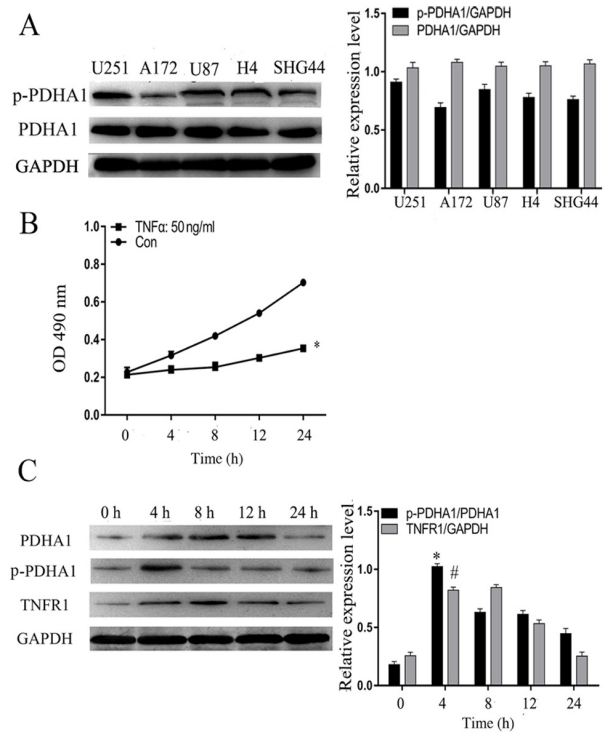 A
U251 A172 U87 H4 SHG44
p-PDHA1
PDHA1
GAPDH
p-PDHA1/GAPDH
PDHA1/GAPDH
Relative expression level
1.5
1.0
0.5
0.0
U251 A172 U87 H4 SHG44
B
TNFα: 50 ng/ml
Con
OD 490 nm
1.0
0.8
0.6
0.4
0.2
0.0
*
0 4 8 12 24
Time (h)
C
0 h 4 h 8 h 12 h 24 h
PDHA1
p-PDHA1
TNFR1
GAPDH
p-PDHA1/PDHA1
TNFR1/GAPDH
Relative expression level
1.5
1.0
0.5
0.0
*
#
0 4 8 12 24
Time (h)